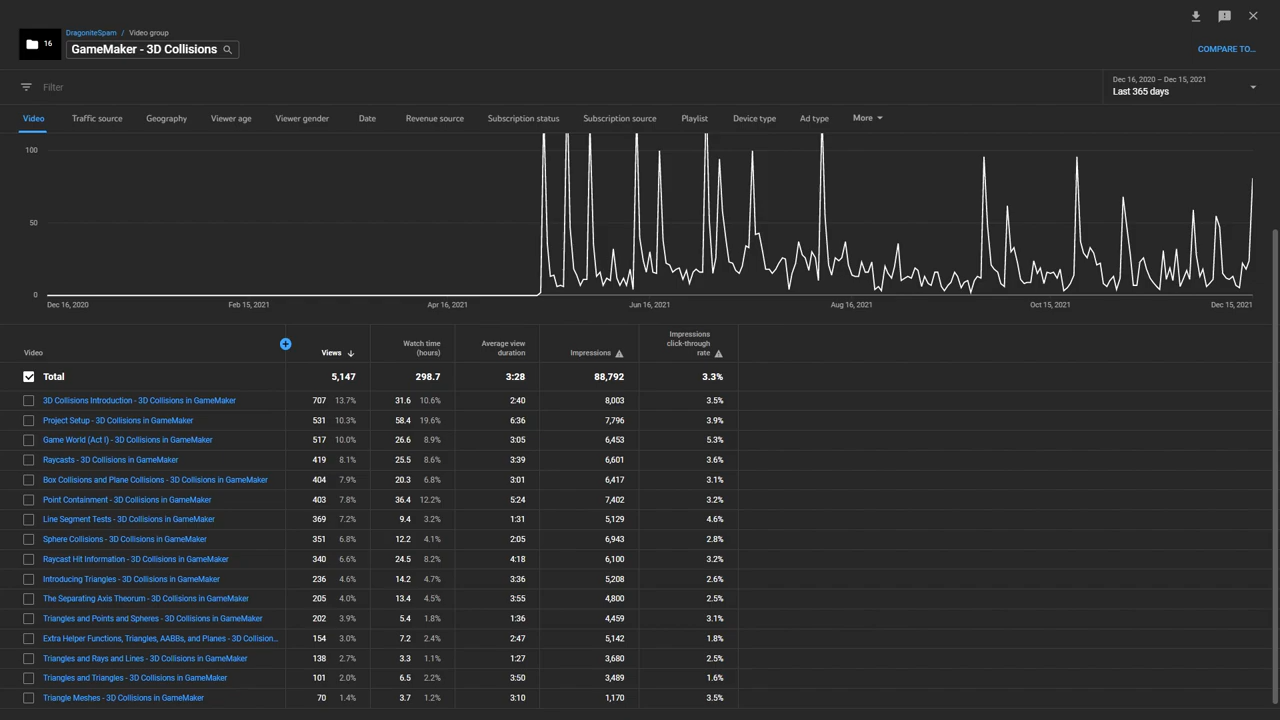 DragoniteSpam / Video group
16
GameMaker - 3D Collisions
COMPARE TO...
Filter
Dec 16, 2020 – Dec 15, 2021
Last 365 days
Video Traffic source Geography Viewer age Viewer gender Date Revenue source Subscription status Subscription source Playlist Device type Ad type More
100
50
0
Dec 16, 2020 Feb 15, 2021 Apr 16, 2021 Jun 16, 2021 Aug 16, 2021 Oct 15, 2021 Dec 15, 2021
Video
Views
Watch time
(hours)
Average view
duration
Impressions
Impressions
click-through
rate
Total 5,147 298.7 3:28 88,792 3.3%
3D Collisions Introduction - 3D Collisions in GameMaker 707 13.7% 31.6 10.6% 2:40 8,003 3.5%
Project Setup - 3D Collisions in GameMaker 531 10.3% 58.4 19.6% 6:36 7,796 3.9%
Game World (Act I) - 3D Collisions in GameMaker 517 10.0% 26.6 8.9% 3:05 6,453 5.3%
Raycasts - 3D Collisions in GameMaker 419 8.1% 25.5 8.6% 3:39 6,601 3.6%
Box Collisions and Plane Collisions - 3D Collisions in GameMaker 404 7.9% 20.3 6.8% 3:01 6,417 3.1%
Point Containment - 3D Collisions in GameMaker 403 7.8% 36.4 12.2% 5:24 7,402 3.2%
Line Segment Tests - 3D Collisions in GameMaker 369 7.2% 9.4 3.2% 1:31 5,129 4.6%
Sphere Collisions - 3D Collisions in GameMaker 351 6.8% 12.2 4.1% 2:05 6,943 2.8%
Raycast Hit Information - 3D Collisions in GameMaker 340 6.6% 24.5 8.2% 4:18 6,100 3.2%
Introducing Triangles - 3D Collisions in GameMaker 236 4.6% 14.2 4.7% 3:36 5,208 2.6%
The Separating Axis Theorum - 3D Collisions in GameMaker 205 4.0% 13.4 4.5% 3:55 4,800 2.5%
Triangles and Points and Spheres - 3D Collisions in GameMaker 202 3.9% 5.4 1.8% 1:36 4,459 3.1%
Extra Helper Functions, Triangles, AABBs, and Planes - 3D Collision... 154 3.0% 7.2 2.4% 2:47 5,142 1.8%
Triangles and Rays and Lines - 3D Collisions in GameMaker 138 2.7% 3.3 1.1% 1:27 3,680 2.5%
Triangles and Triangles - 3D Collisions in GameMaker 101 2.0% 6.5 2.2% 3:50 3,489 1.6%
Triangle Meshes - 3D Collisions in GameMaker 70 1.4% 3.7 1.2% 3:10 1,170 3.5%